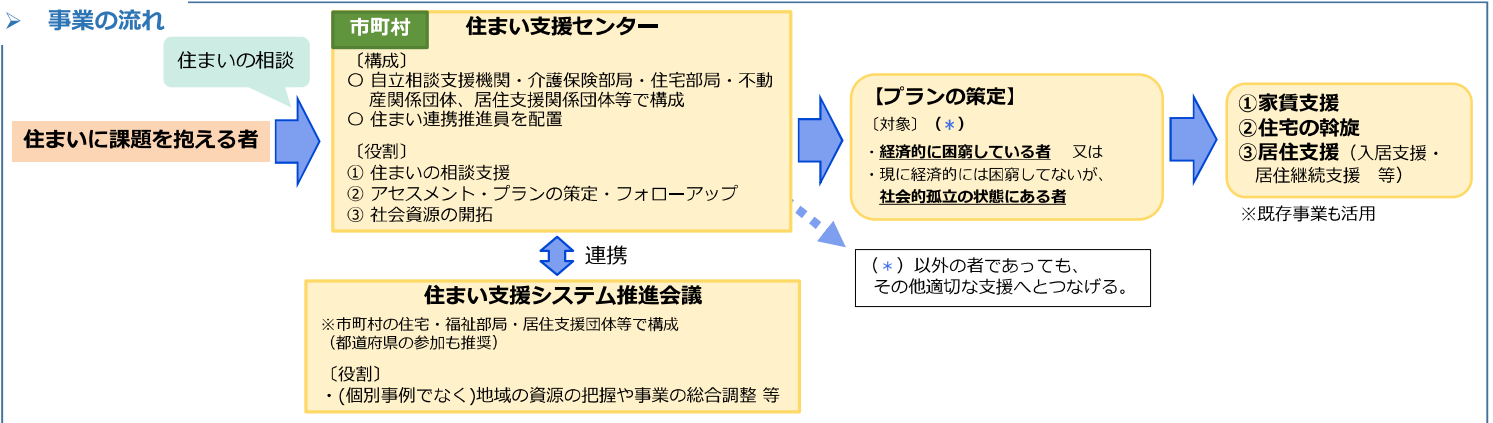 ➢ 事業の流れ
住まいの相談
住まいに課題を抱える者
市町村
住まい支援センター
〔構成〕
〇 自立相談支援機関・介護保険部局・住宅部局・不動
産関係団体、居住支援関係団体等で構成
〇 住まい連携推進員を配置
〔役割〕
① 住まいの相談支援
② アセスメント・プランの策定・フォローアップ
③ 社会資源の開拓
連携
住まい支援システム推進会議
※市町村の住宅・福祉部局・居住支援団体等で構成
（都道府県の参加も推奨）
〔役割〕
・(個別事例でなく)地域の資源の把握や事業の総合調整 等
【プランの策定】
〔対象〕（＊）
・経済的に困窮している者　又は
・現に経済的には困窮してないが、
社会的孤立の状態にある者
（＊）以外の者であっても、
その他適切な支援へとつなげる。
①家賃支援
②住宅の斡旋
③居住支援（入居支援・
居住継続支援　等）
※既存事業も活用